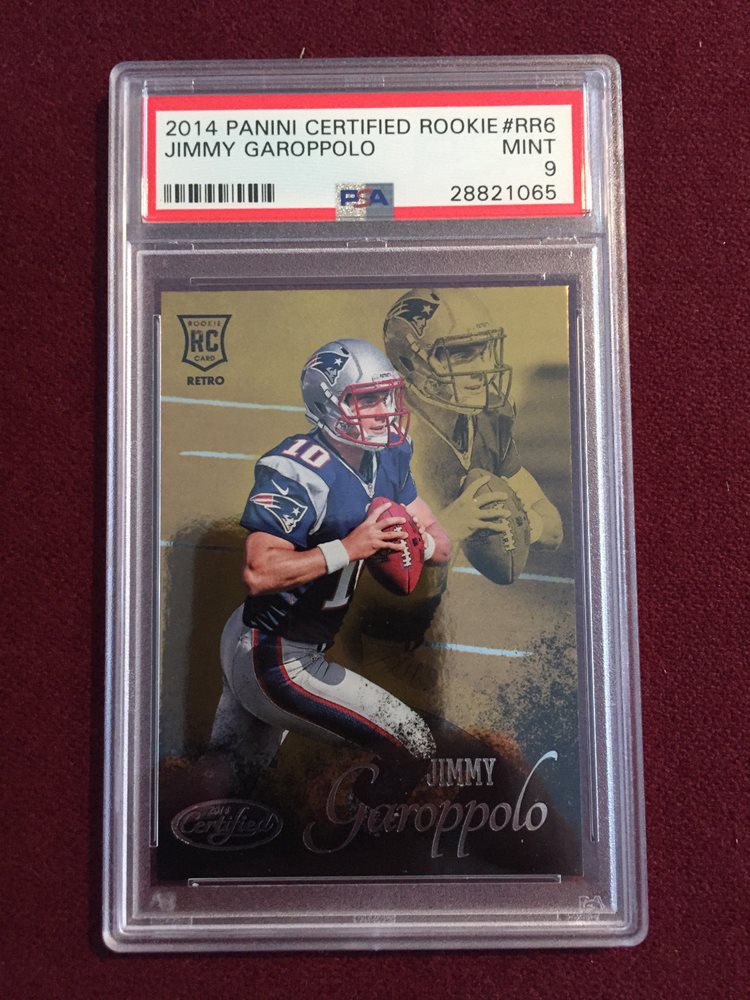 2014 PANINI CERTIFIED ROOKIE #RR6
JIMMY GAROPPOLO MINT
9
PSA 28821065
ROOKIE
RC
CARD
RETRO
10
10
JIMMY
Garoppolo
Certified